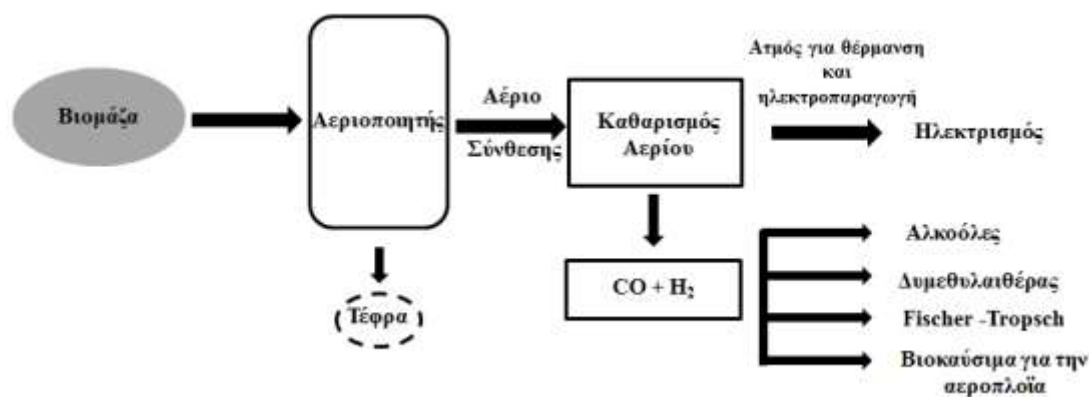 Βιομάζα
Αεριοποιητής
Τέφρα
Αέριο
Σύνθεσης
Καθαρισμός
Αερίου
CO + H₂
Ατμός για θέρμανση
και
ηλεκτροπαραγωγή
Ηλεκτρισμός
Αλκοόλες
Δυμεθυλαιθέρας
Fischer -Tropsch
Βιοκαύσιμα για την
αεροπλοΐα